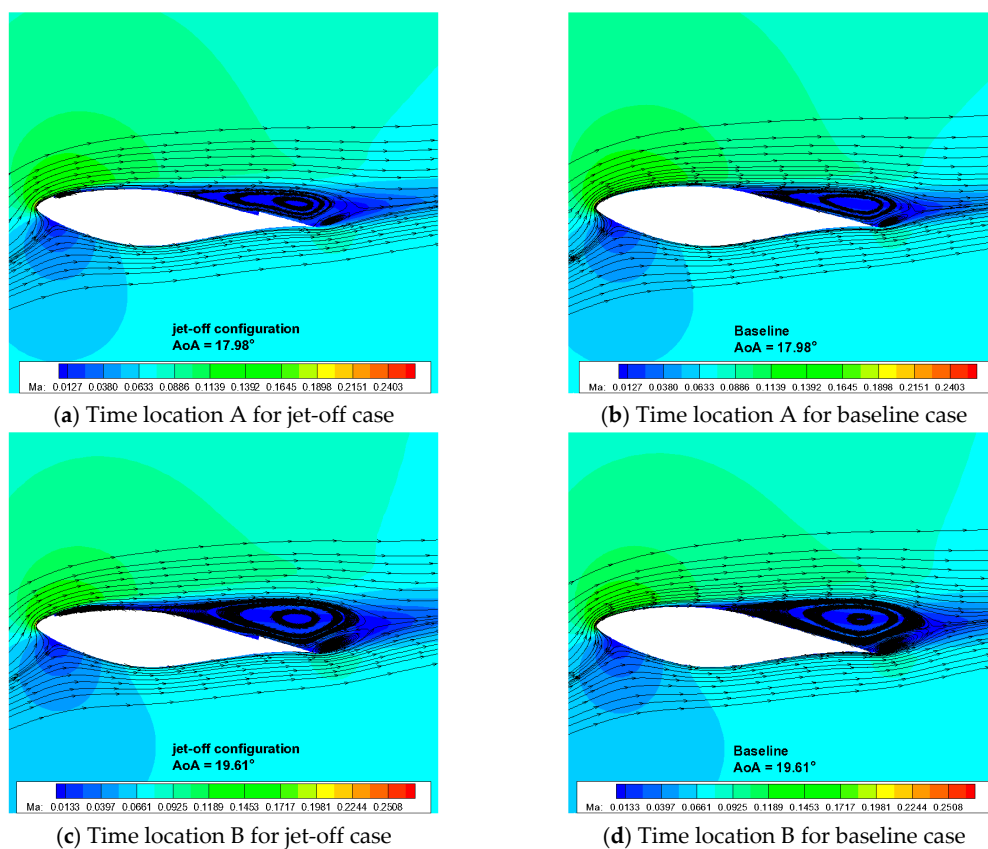 jet-off configuration
AoA = 17.98°
Ma: 0.0127 0.0380 0.0633 0.0886 0.1139 0.1392 0.1645 0.1898 0.2151 0.2403
(a) Time location A for jet-off case
Baseline
AoA = 17.98°
Ma: 0.0127 0.0380 0.0633 0.0886 0.1139 0.1392 0.1645 0.1898 0.2151 0.2403
(b) Time location A for baseline case
jet-off configuration
AoA = 19.61°
Ma: 0.0133 0.0397 0.0661 0.0925 0.1189 0.1453 0.1717 0.1981 0.2244 0.2508
(c) Time location B for jet-off case
Baseline
AoA = 19.61°
Ma: 0.0133 0.0397 0.0661 0.0925 0.1189 0.1453 0.1717 0.1981 0.2244 0.2508
(d) Time location B for baseline case